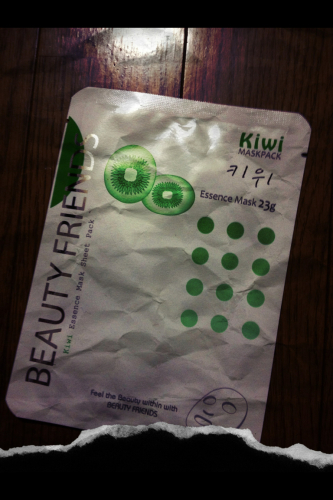 Kiwi
MASKPACK
키위
Essence Mask 23g
BEAUTY FRIENDS
Kiwi Essence Mask Sheet Pack
Feel the Beauty within with
BEAUTY FRIENDS